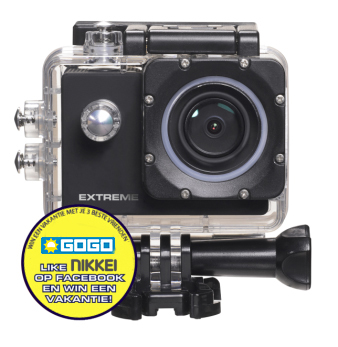 EXTREME
WIN EEN VAKANTIE MET JE 3 BESTE VRIENDEN
GOGO
LIKE NIKKEI
OP FACEBOOK
EN WIN EEN
VAKANTIE!